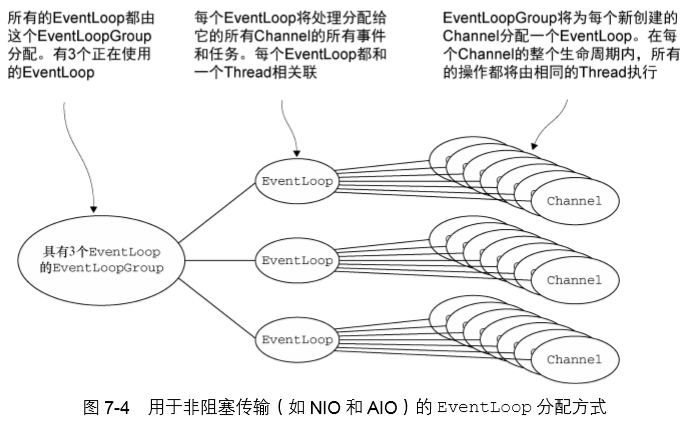 所有的EventLoop都由
这个EventLoopGroup
分配。有3个正在使用
的EventLoop
每个EventLoop将处理分配给
它的所有Channel的所有事件
和任务。每个EventLoop都和
一个Thread相关联
EventLoopGroup将为每个新创建的
Channel分配一个EventLoop。在每
个Channel的整个生命周期内，所有
的操作都将由相同的Thread执行
EventLoop
Channel
具有3个EventLoop
的EventLoopGroup
EventLoop
Channel
EventLoop
Channel
图 7-4 用于非阻塞传输（如 NIO 和 AIO）的 EventLoop 分配方式